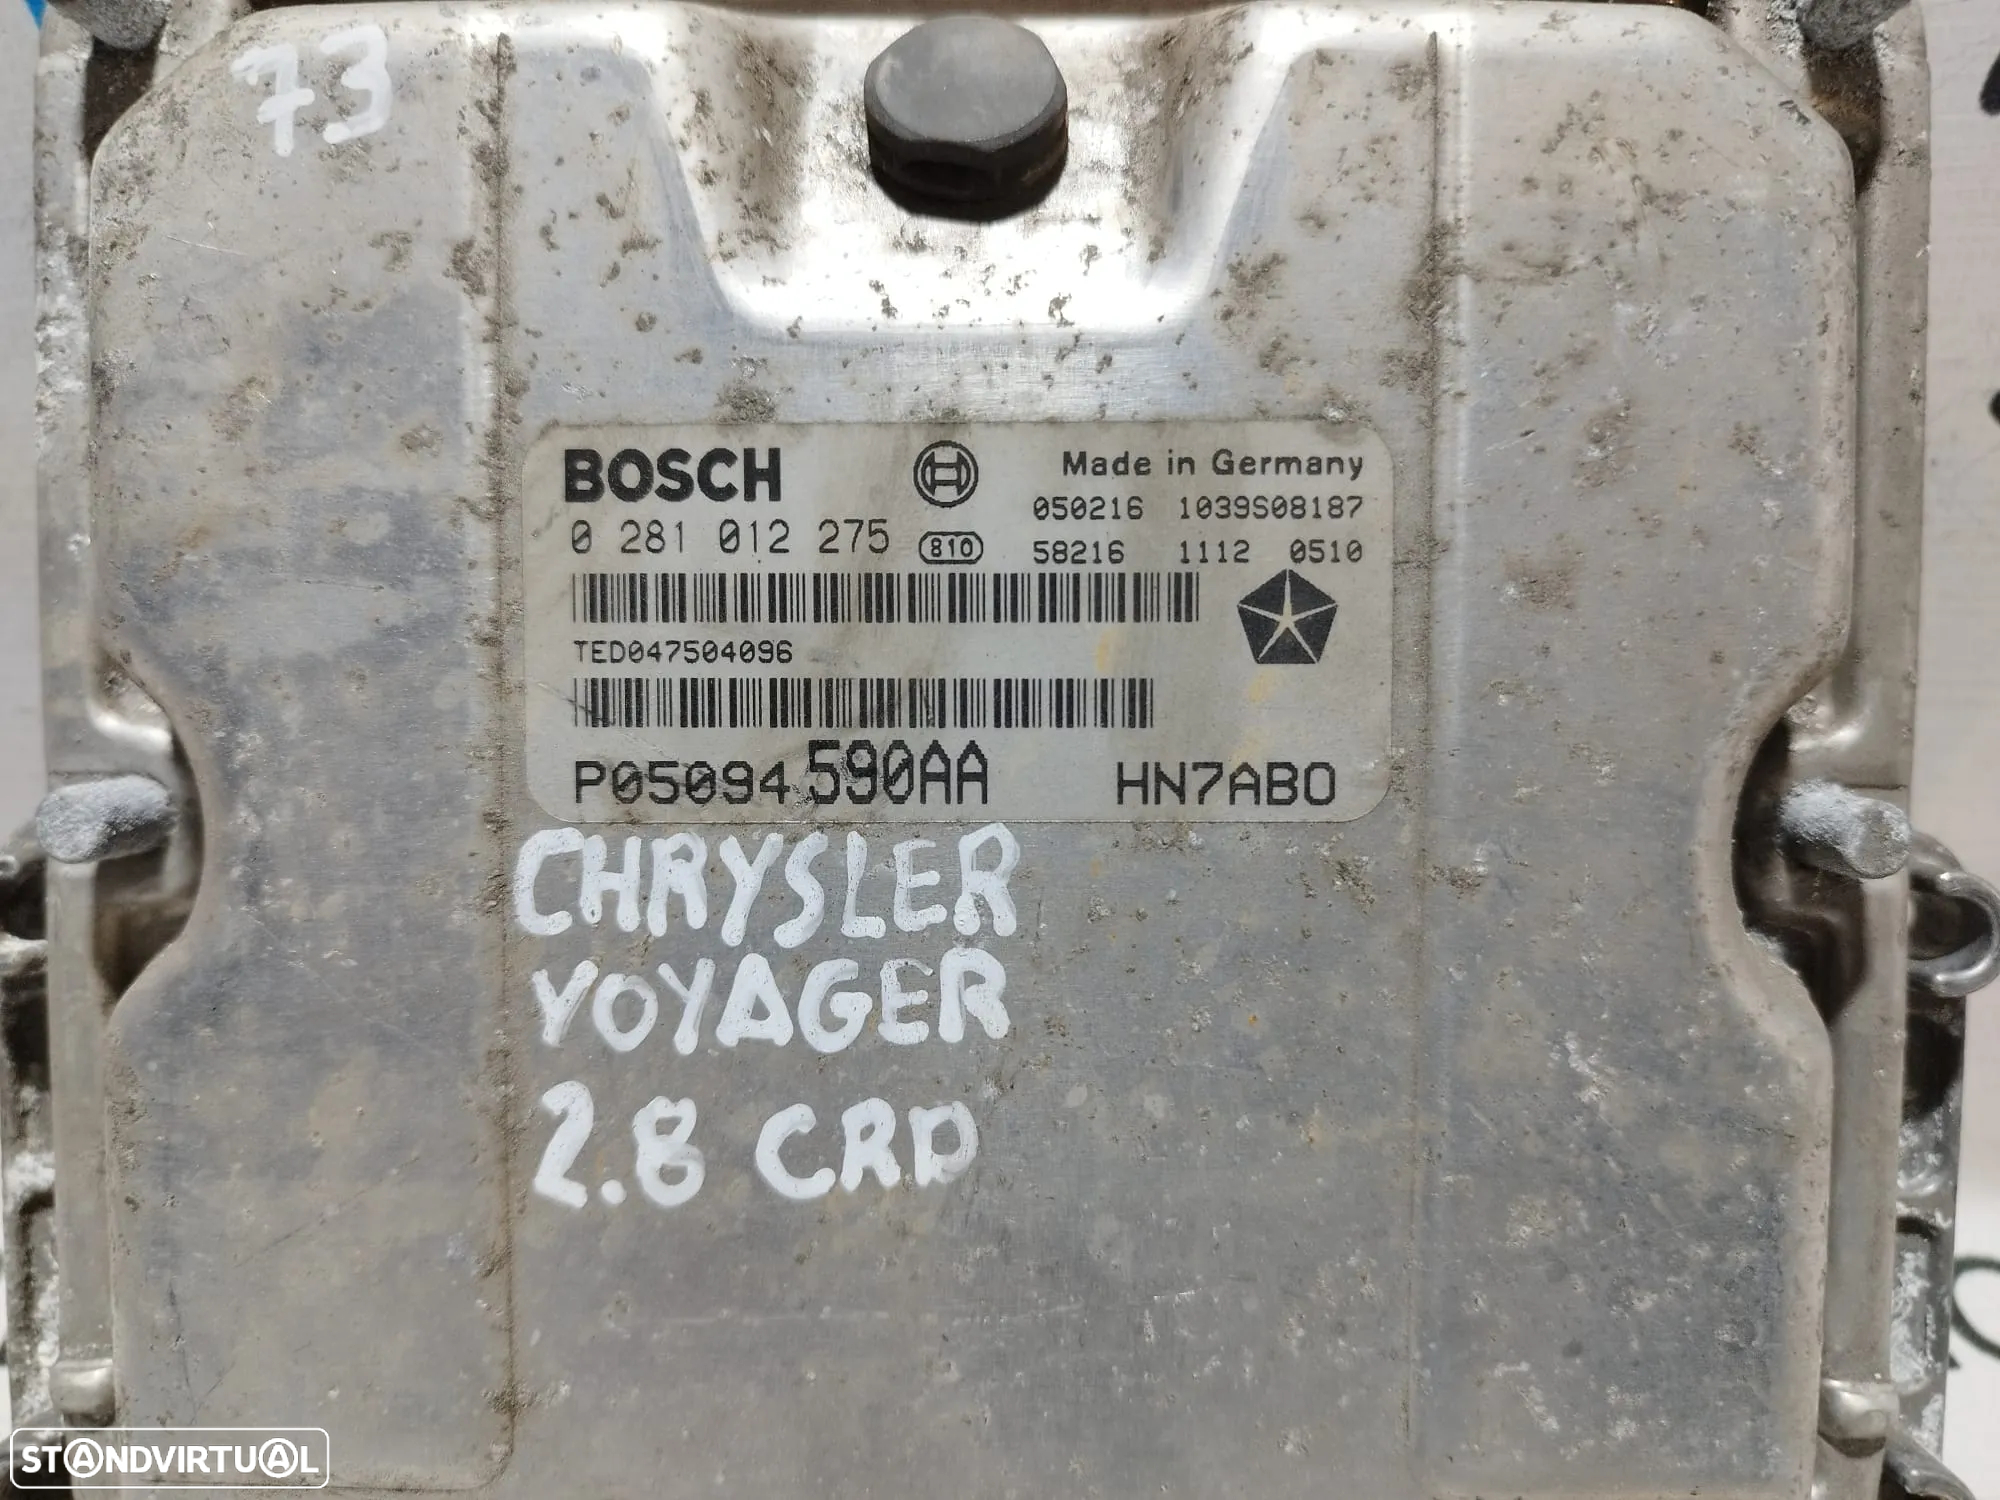 73
BOSCH
Made in Germany
050216 1039S08187
0 281 012 275
810
58216 1112 0510
TED047504096
P05094590AA HN7ABO
CHRYSLER
VOYAGER
2.8 CRD
STANDVIRTUAL